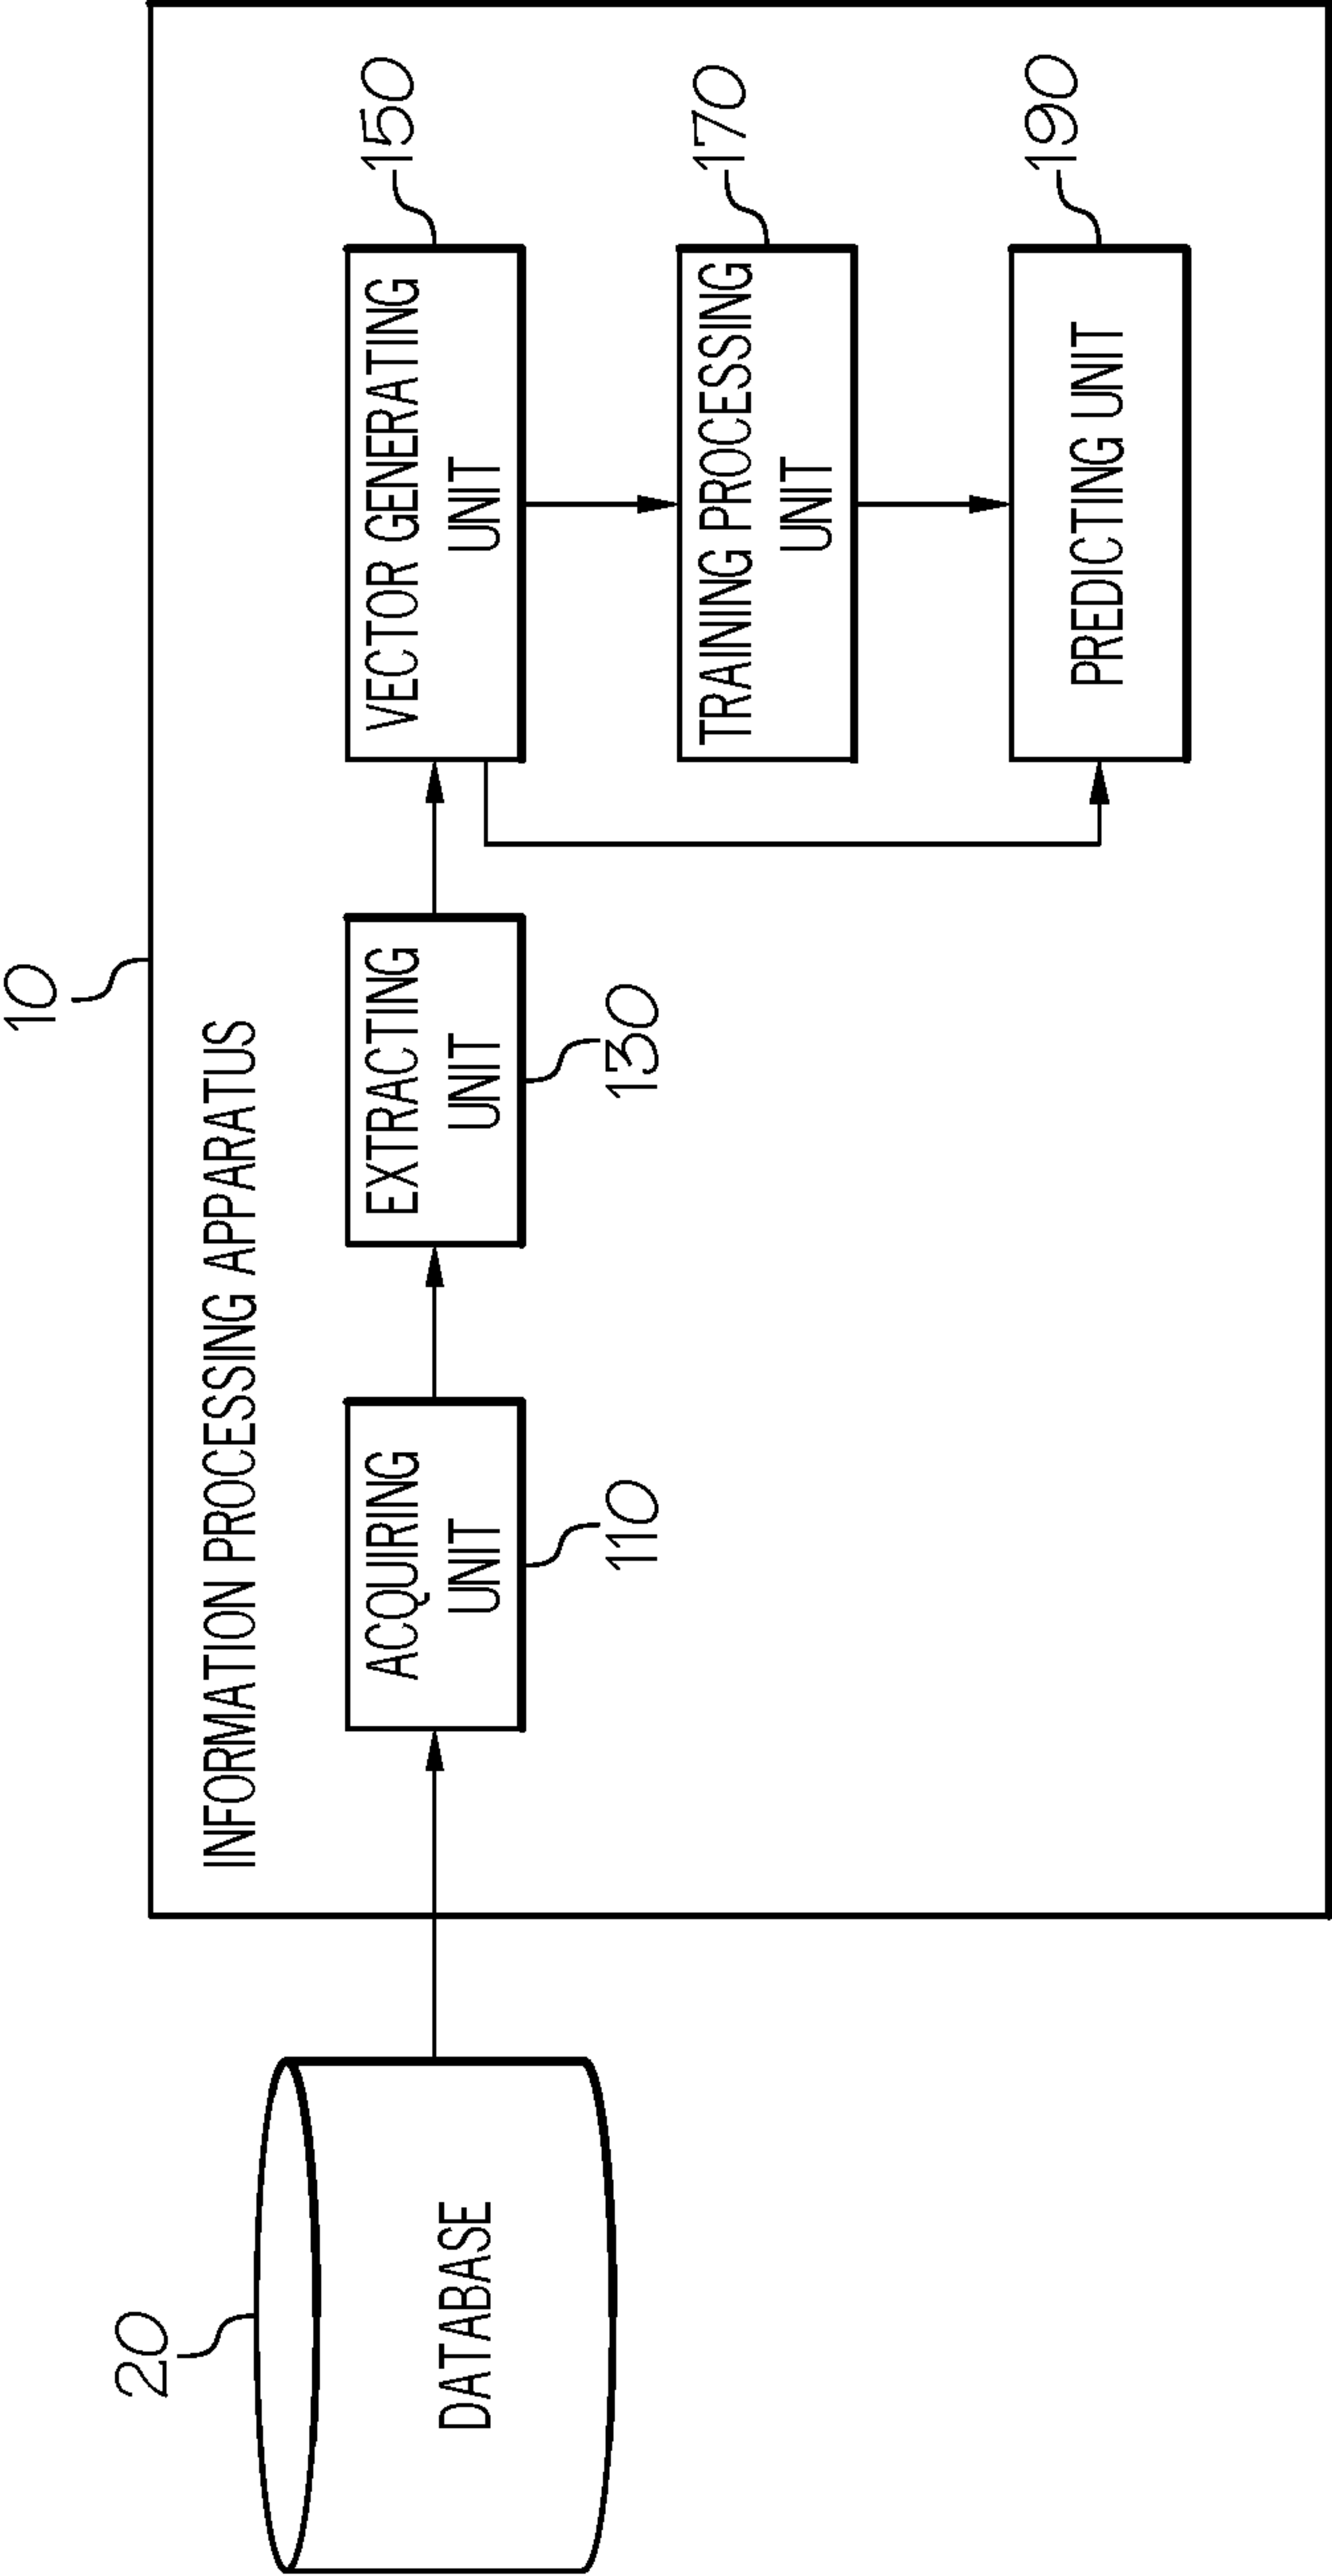 10
INFORMATION PROCESSING APPARATUS
20
DATABASE
ACQUIRING
UNIT
110
EXTRACTING
UNIT
130
VECTOR GENERATING
UNIT
150
TRAINING PROCESSING
UNIT
170
PREDICTING UNIT
190